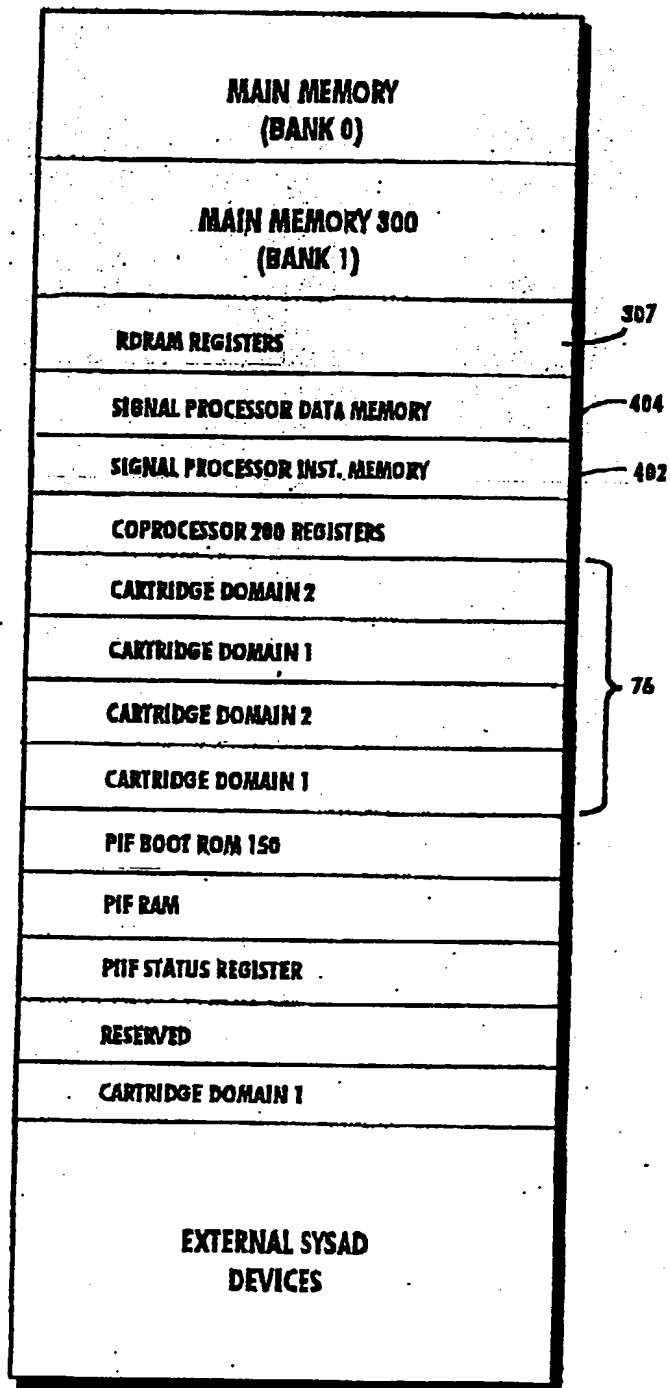 MAIN MEMORY
(BANK 0)
MAIN MEMORY 300
(BANK 1)
RDRAM REGISTERS
307
SIGNAL PROCESSOR DATA MEMORY
404
SIGNAL PROCESSOR INST. MEMORY
402
COPROCESSOR 200 REGISTERS
CARTRIDGE DOMAIN 2
CARTRIDGE DOMAIN 1
76
CARTRIDGE DOMAIN 2
CARTRIDGE DOMAIN 1
PIF BOOT ROM 150
PIF RAM
PIIF STATUS REGISTER
RESERVED
CARTRIDGE DOMAIN 1
EXTERNAL SYSAD
DEVICES